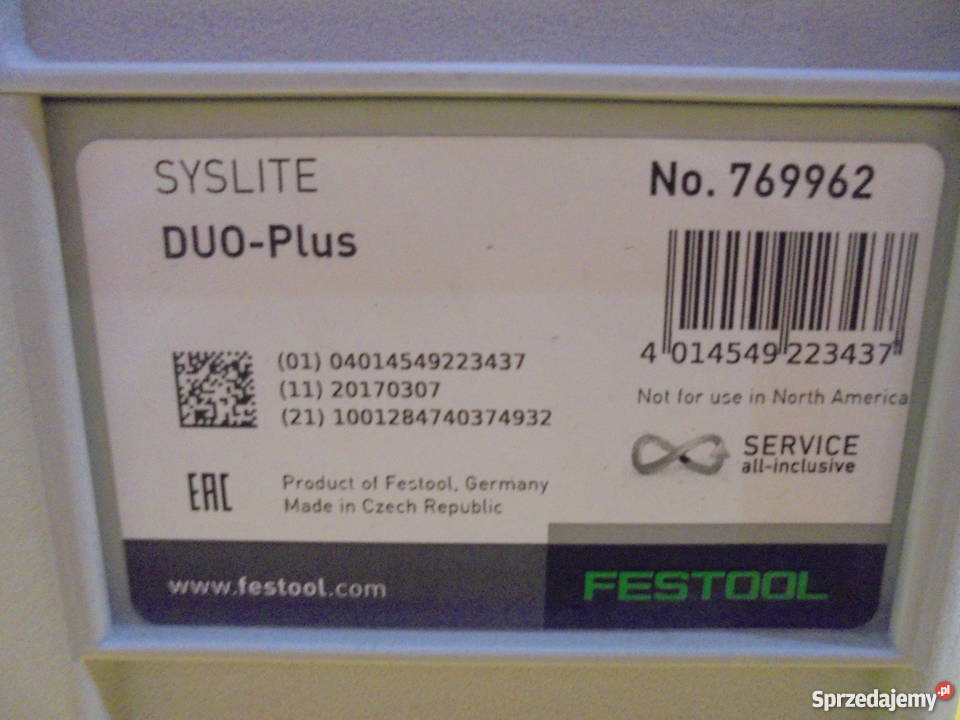 SYSLITE
DUO-Plus
No. 769962
4 014549 223437
Not for use in North America
(01) 04014549223437
(11) 20170307
(21) 1001284740374932
SERVICE
all-inclusive
EAC
Product of Festool, Germany
Made in Czech Republic
www.festool.com
FESTOOL
Sprzedajemy.pl